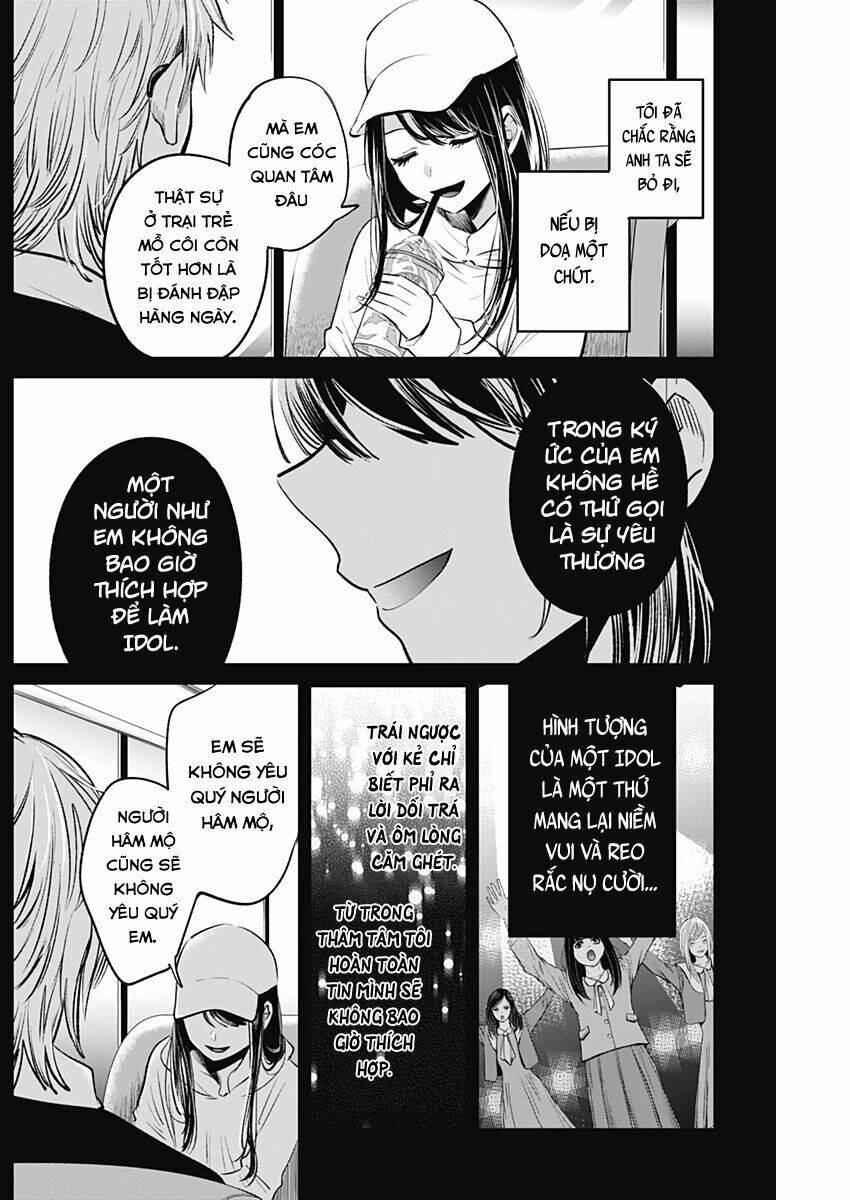 TÔI ĐÃ
CHẮC RẰNG
ANH TA SẼ
BỎ ĐI,
NẾU BỊ
DOẠ MỘT
CHÚT.
MÀ EM
CŨNG CÓC
QUAN TÂM
ĐÂU
THẬT SỰ
Ở TRẠI TRẺ
MỒ CÔI CÒN
TỐT HƠN LÀ
BỊ ĐÁNH ĐẬP
HÀNG NGÀY.
TRONG KÝ
ỨC CỦA EM
KHÔNG HỀ
CÓ THỨ GỌI
LÀ SỰ YÊU
THƯƠNG
MỘT
NGƯỜI NHƯ
EM KHÔNG
BAO GIỜ
THÍCH HỢP
ĐỂ LÀM
IDOL.
HÌNH TƯỢNG
CỦA MỘT IDOL
LÀ MỘT THỨ
MANG LẠI NIỀM
VUI VÀ REO
RẮC NỤ CƯỜI...
TRÁI NGƯỢC
VỚI KẺ CHỈ
BIẾT PHỈ RA
LỜI DỐI TRÁ
VÀ ÔM LÒNG
CĂM GHÉT.
TỪ TRONG
THÂM TÂM TÔI
HOÀN TOÀN
TIN MÌNH SẼ
KHÔNG BAO
GIỜ THÍCH
HỢP.
EM SẼ
KHÔNG YÊU
QUÝ NGƯỜI
HÂM MỘ,
NGƯỜI
HÂM MỘ
CŨNG SẼ
KHÔNG
YÊU QUÝ
EM.